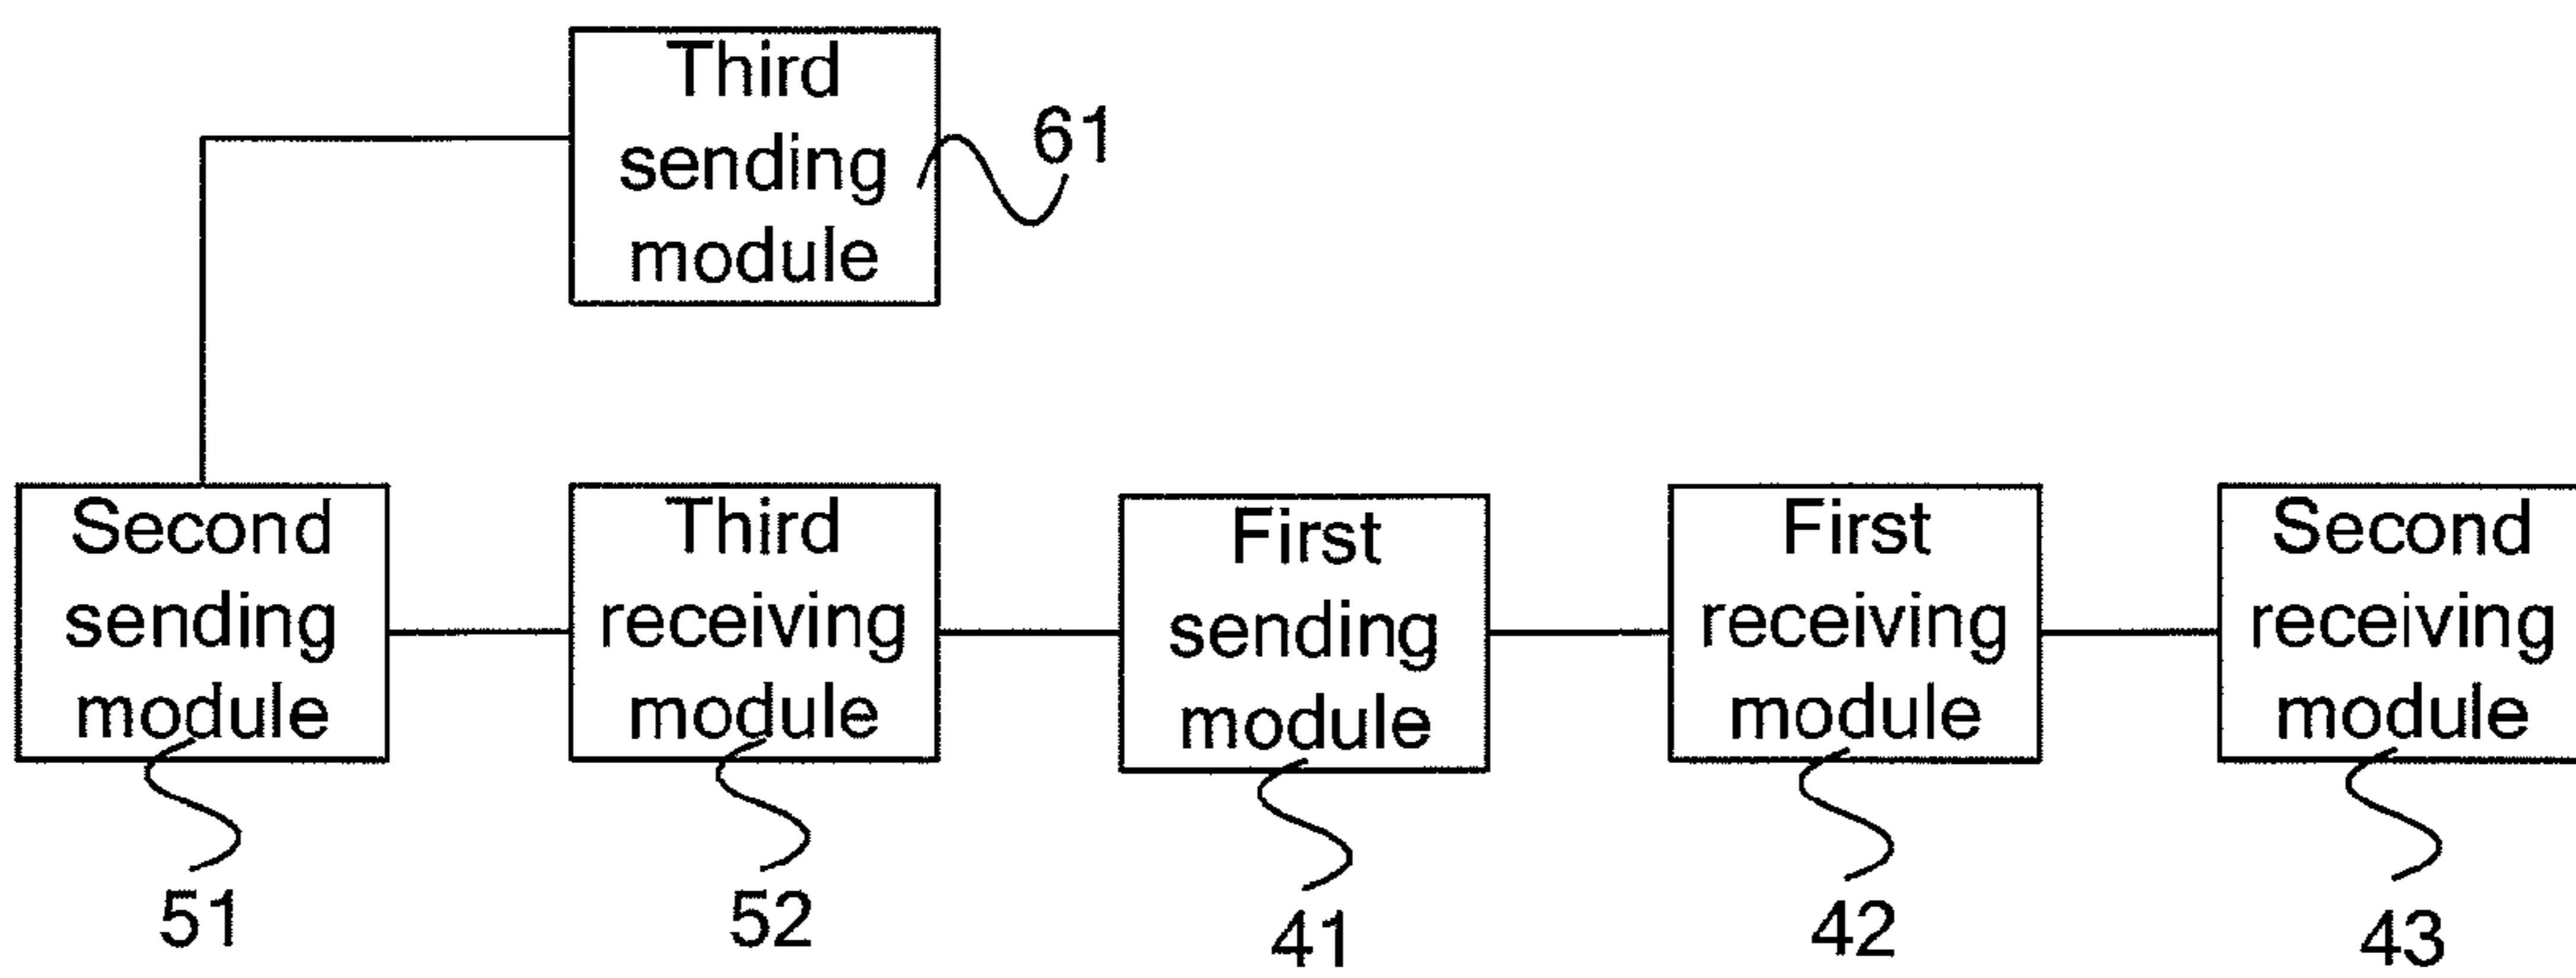 Third
sending
module
61
Second
sending
module
51
Third
receiving
module
52
First
sending
module
41
First
receiving
module
42
Second
receiving
module
43